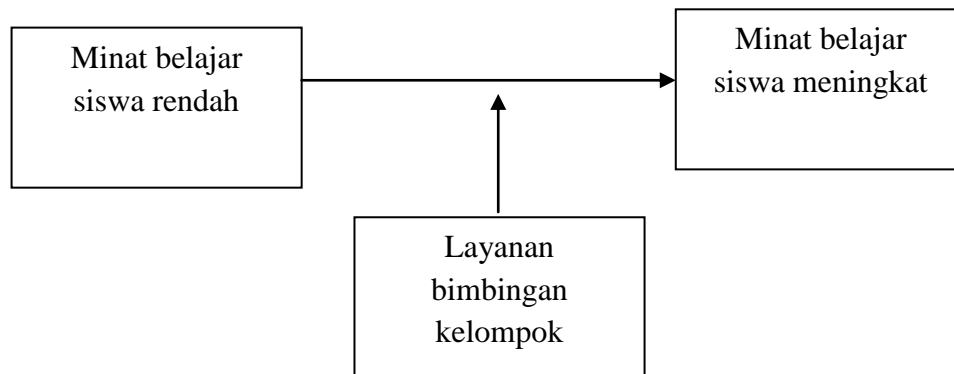 Minat belajar
siswa rendah
Minat belajar
siswa meningkat
Layanan
bimbingan
kelompok